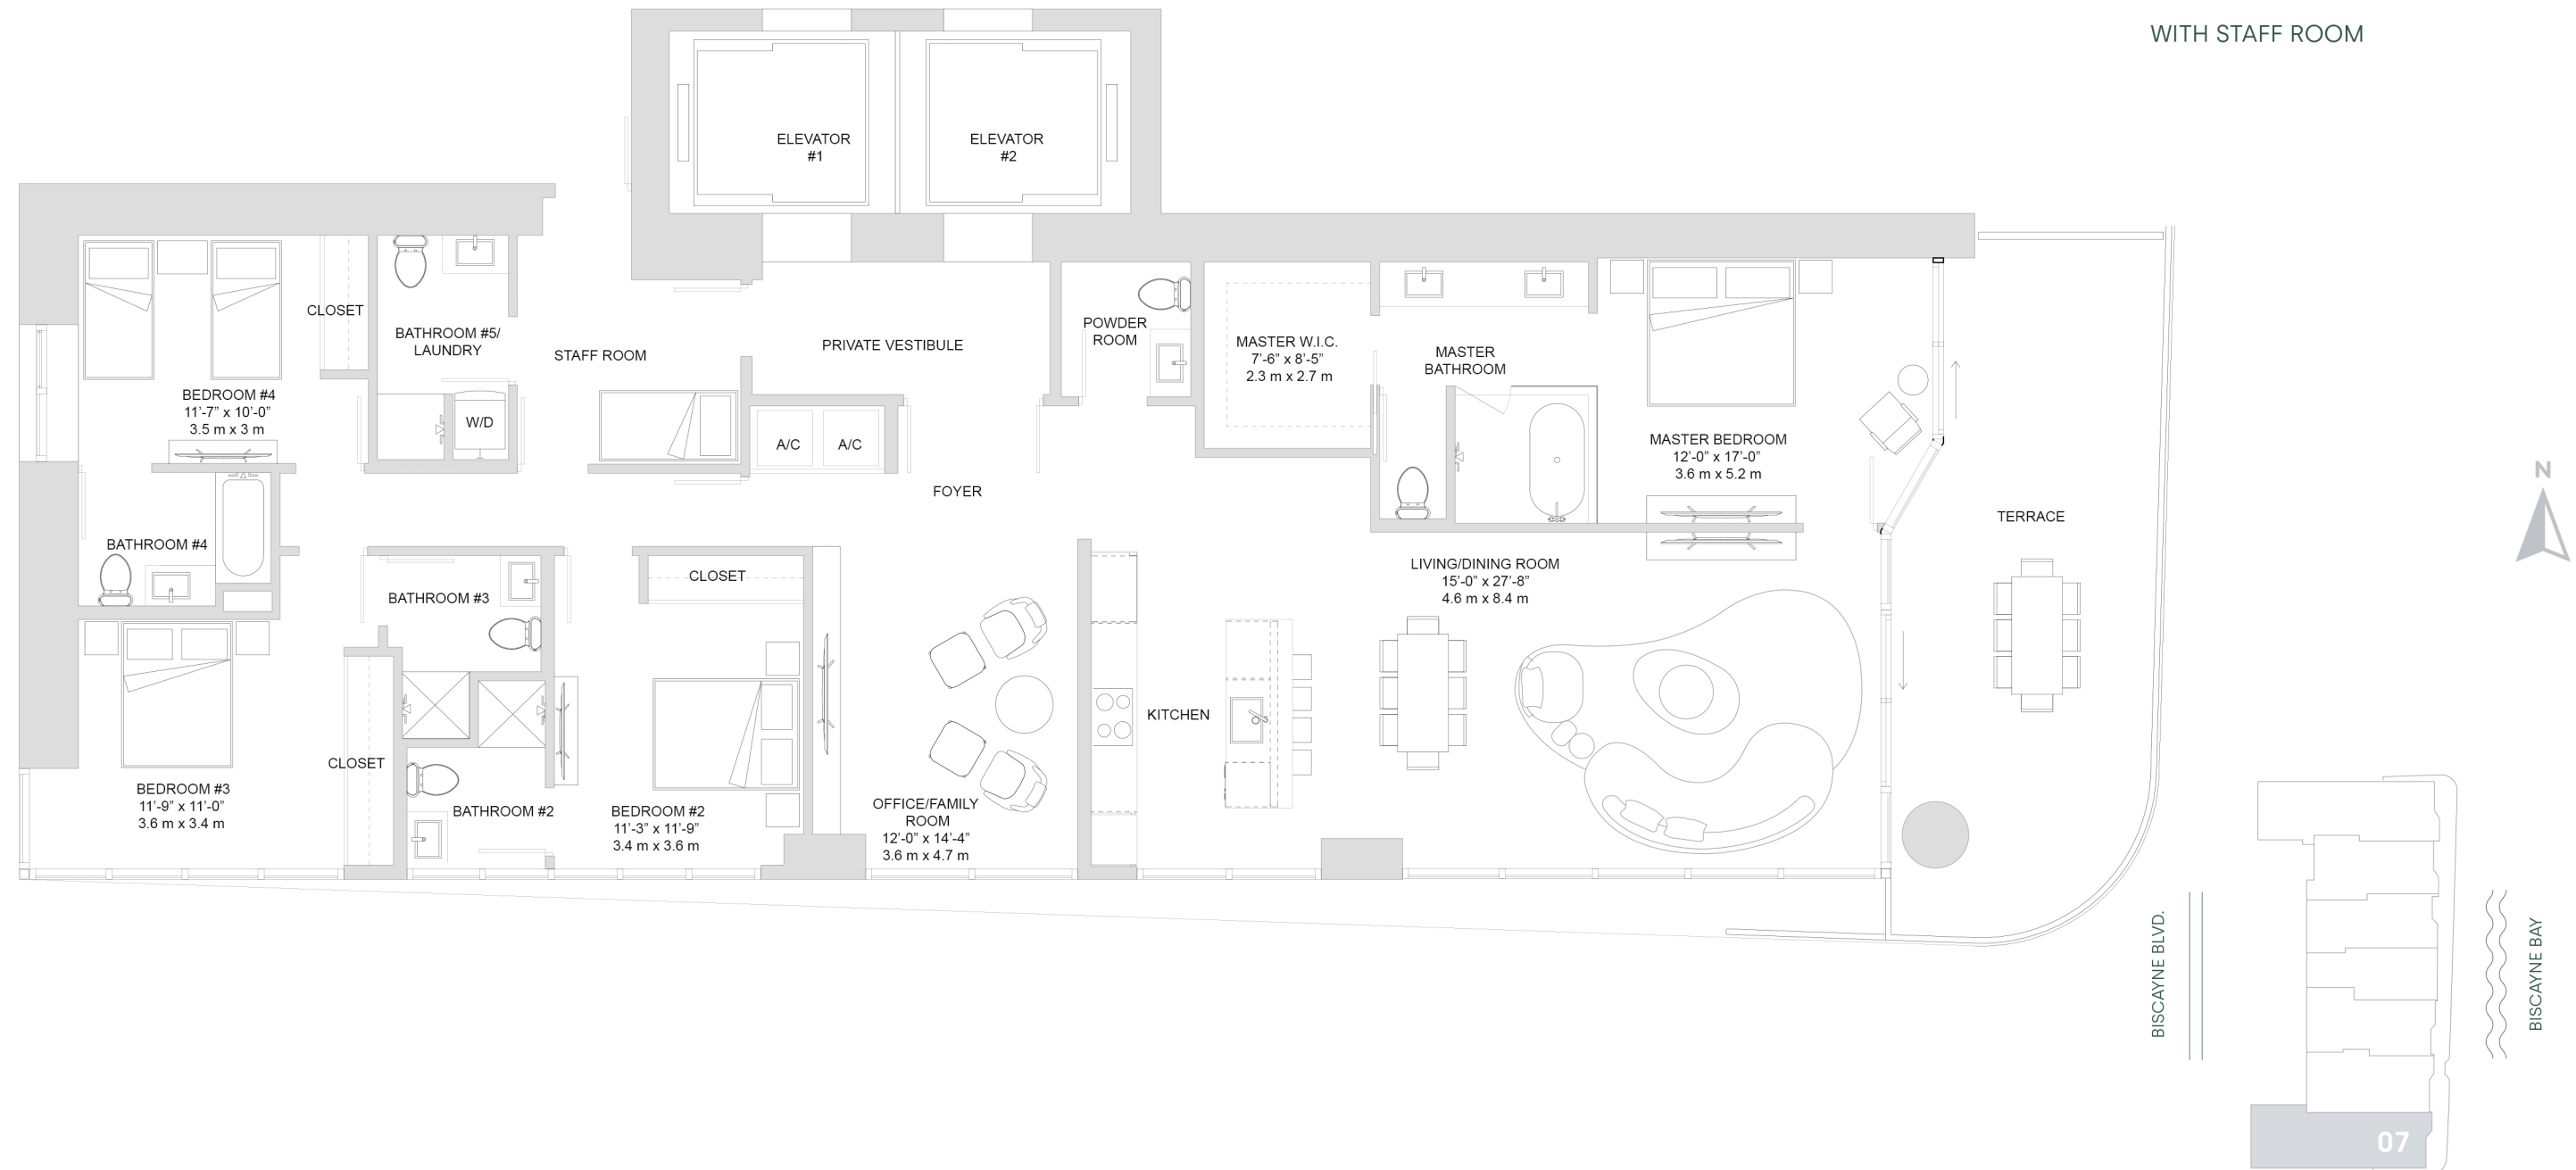 WITH STAFF ROOM
ELEVATOR
#1
ELEVATOR
#2
CLOSET
BATHROOM #5/
LAUNDRY
STAFF ROOM
PRIVATE VESTIBULE
POWDER
ROOM
MASTER W.I.C.
7’-6” x 8’-5”
2.3 m x 2.7 m
MASTER
BATHROOM
BEDROOM #4
11’-7” x 10’-0”
3.5 m x 3 m
W/D
A/C
A/C
MASTER BEDROOM
12’-0” x 17’-0”
3.6 m x 5.2 m
FOYER
TERRACE
N
BATHROOM #4
BATHROOM #3
CLOSET
LIVING/DINING ROOM
15’-0” x 27’-8”
4.6 m x 8.4 m
KITCHEN
CLOSET
BEDROOM #3
11’-9” x 11’-0”
3.6 m x 3.4 m
BATHROOM #2
BEDROOM #2
11’-3” x 11’-9”
3.4 m x 3.6 m
OFFICE/FAMILY
ROOM
12’-0” x 14’-4”
3.6 m x 4.7 m
BISCAYNE BLVD.
BISCAYNE BAY
07